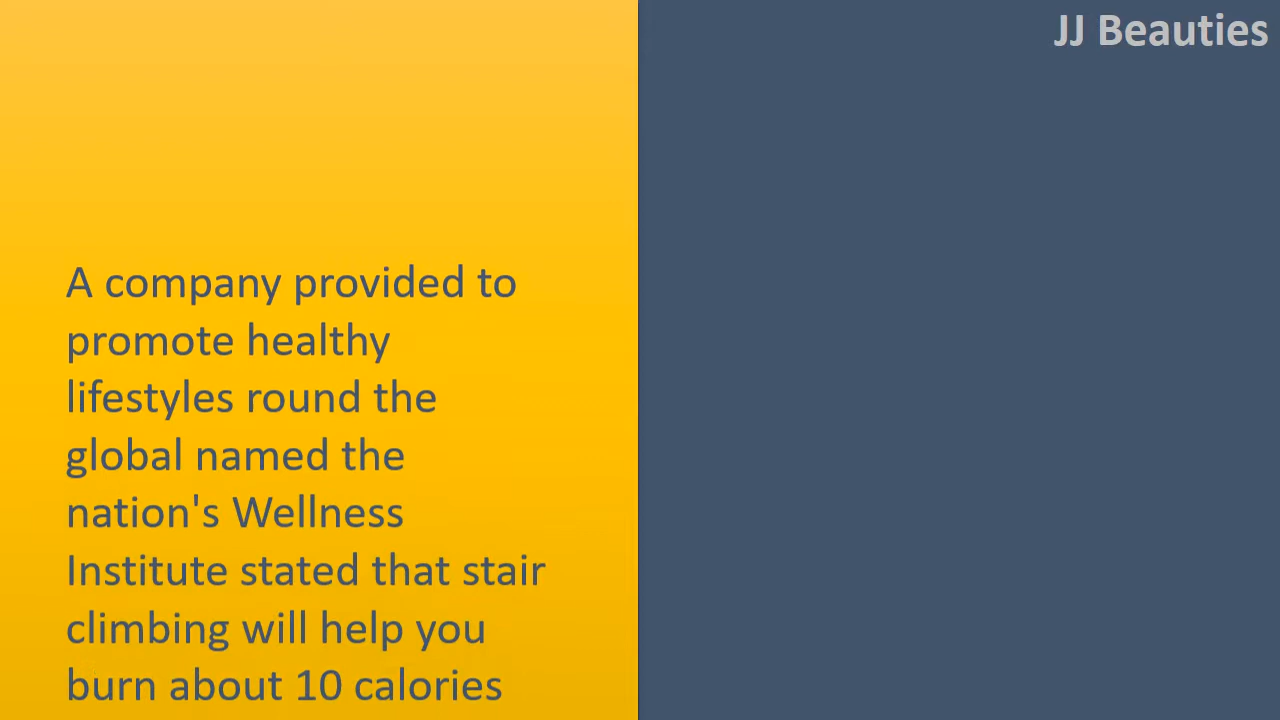 JJ Beauties
A company provided to
promote healthy
lifestyles round the
global named the
nation's Wellness
Institute stated that stair
climbing will help you
burn about 10 calories